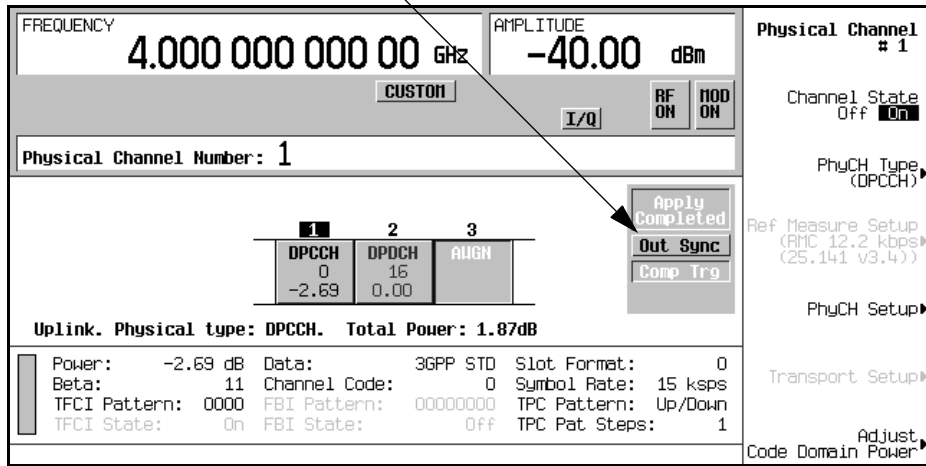 FREQUENCY
4.000 000 000 00 GHz
AMPLITUDE
-40.00 dBm
CUSTOM
I/Q
RF ON
MOD ON
Physical Channel Number: 1
1 2 3
DPCCH DPDCH AWGN
0 16
-2.69 0.00
Apply Completed
Out Sync
Comp Trg
Uplink. Physical type: DPCCH. Total Power: 1.87dB
Power: -2.69 dB Data: 3GPP STD Slot Format: 0
Beta: 11 Channel Code: 0 Symbol Rate: 15 ksps
TFCI Pattern: 0000 FBI Pattern: 00000000 TPC Pattern: Up/Down
TFCI State: On FBI State: Off TPC Pat Steps: 1
Physical Channel
# 1
Channel State
Off On
PhyCH Type
(DPCCH)
Ref Measure Setup
(RMC 12.2 kbps)
(25.141 v3.4))
PhyCH Setup
Transport Setup
Adjust
Code Domain Power